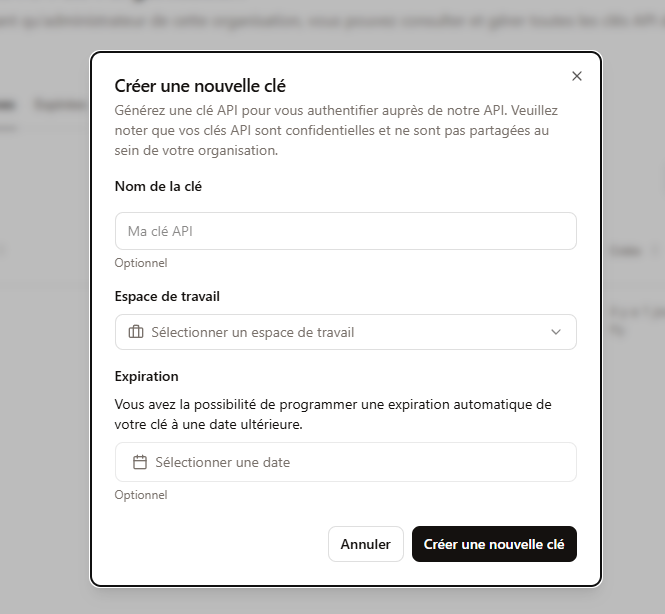 Créer une nouvelle clé
Générez une clé API pour vous authentifier auprès de notre API. Veuillez
noter que vos clés API sont confidentielles et ne sont pas partagées au
sein de votre organisation.
Nom de la clé
Ma clé API
Optionnel
Espace de travail
Sélectionner un espace de travail
Expiration
Vous avez la possibilité de programmer une expiration automatique de
votre clé à une date ultérieure.
Sélectionner une date
Optionnel
Annuler
Créer une nouvelle clé